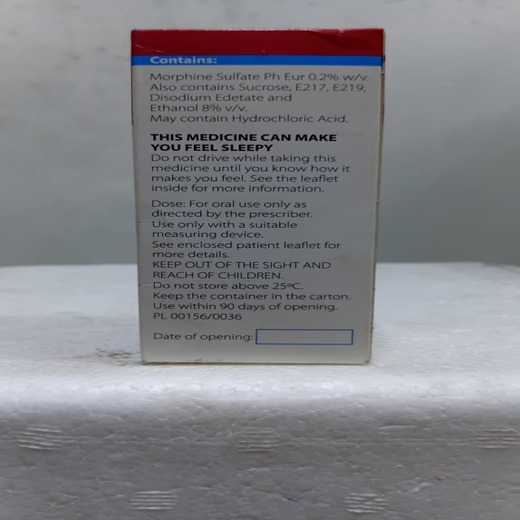 Contains:
Morphine Sulfate Ph Eur 0.2% w/v.
Also contains Sucrose, E217, E219,
Disodium Edetate and
Ethanol 8% v/v.
May contain Hydrochloric Acid.
THIS MEDICINE CAN MAKE
YOU FEEL SLEEPY
Do not drive while taking this
medicine until you know how it
makes you feel. See the leaflet
inside for more information.
Dose: For oral use only as
directed by the prescriber.
Use only with a suitable
measuring device.
See enclosed patient leaflet for
more details.
KEEP OUT OF THE SIGHT AND
REACH OF CHILDREN.
Do not store above 25ºC.
Keep the container in the carton.
Use within 90 days of opening.
PL 00156/0036
Date of opening: